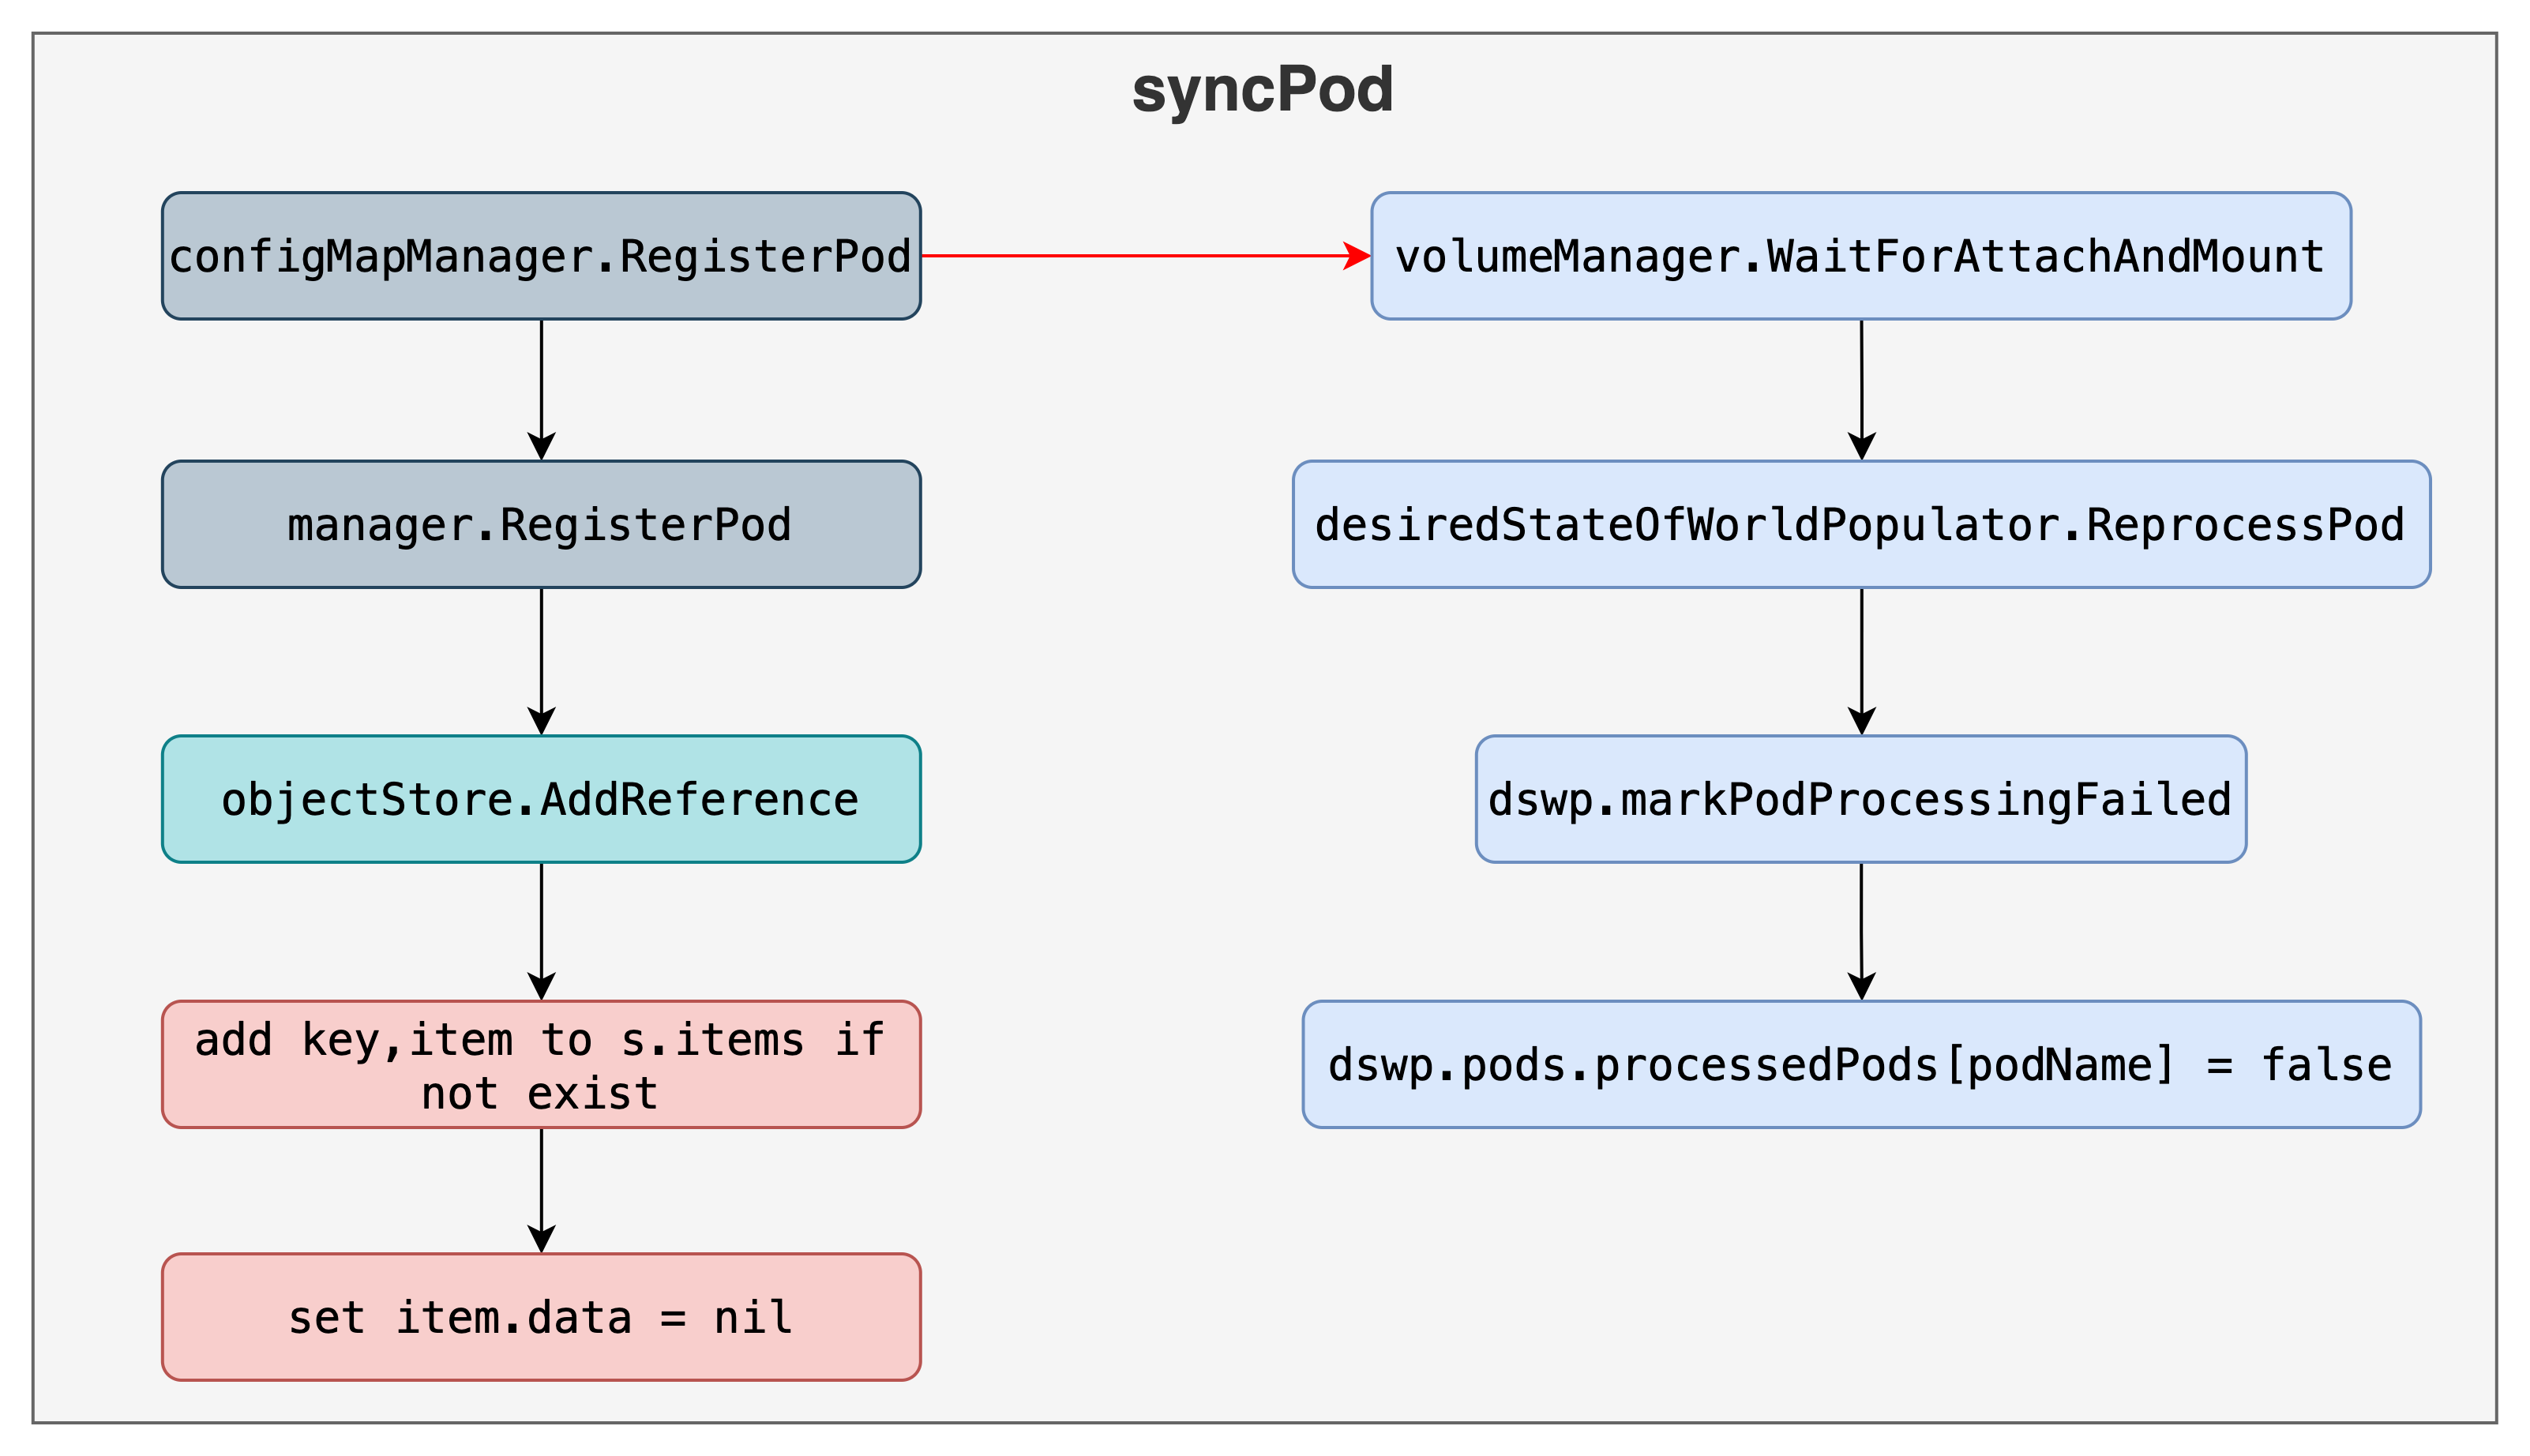 syncPod
configMapManager.RegisterPod
volumeManager.WaitForAttachAndMount
manager.RegisterPod
desiredStateOfWorldPopulator.ReprocessPod
objectStore.AddReference
dswp.markPodProcessingFailed
add key,item to s.items if
not exist
dswp.pods.processedPods[podName] = false
set item.data = nil